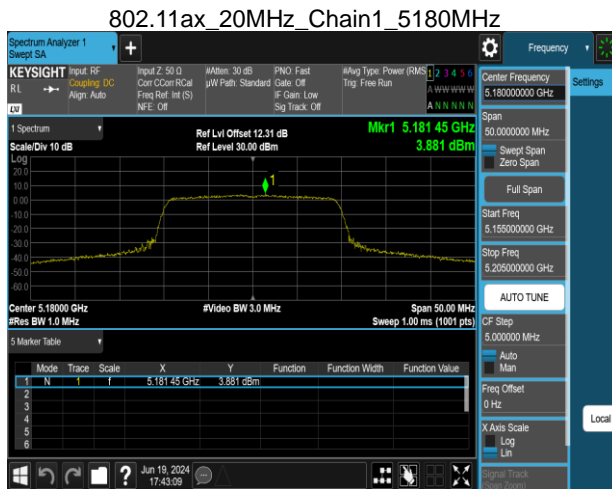 802.11ax_20MHz_Chain1_5180MHz
Spectrum Analyzer 1
Swept SA
Frequency
KEYSIGHT
RL
LXI
Input: RF
Coupling: DC
Align: Auto
Input Z: 50 Ω
Corr CCorr RCal
Freq Ref: Int (S)
NFE: Off
#Atten: 30 dB
µW Path: Standard
PNO: Fast
Gate: Off
IF Gain: Low
Sig Track: Off
#Avg Type: Power (RMS
Trig: Free Run
1 2 3 4 5 6
A W W W W W
A N N N N N
1 Spectrum
Scale/Div 10 dB
Log
Ref Lvl Offset 12.31 dB
Ref Level 30.00 dBm
Mkr1 5.181 45 GHz
3.881 dBm
1
20.0
10.0
0.00
-10.0
-20.0
-30.0
-40.0
-50.0
-60.0
Center 5.18000 GHz
#Res BW 1.0 MHz
#Video BW 3.0 MHz
Span 50.00 MHz
Sweep 1.00 ms (1001 pts)
5 Marker Table
Mode Trace Scale X Y Function Function Width Function Value
1 N 1 f 5.181 45 GHz 3.881 dBm
2
3
4
5
6
Jun 19, 2024
17:43:09
Center Frequency
5.180000000 GHz
Settings
Span
50.0000000 MHz
Swept Span
Zero Span
Full Span
Start Freq
5.155000000 GHz
Stop Freq
5.205000000 GHz
AUTO TUNE
CF Step
5.000000 MHz
Auto
Man
Freq Offset
0 Hz
X Axis Scale
Log
Lin
Local
Signal Track
(Span Zoom)